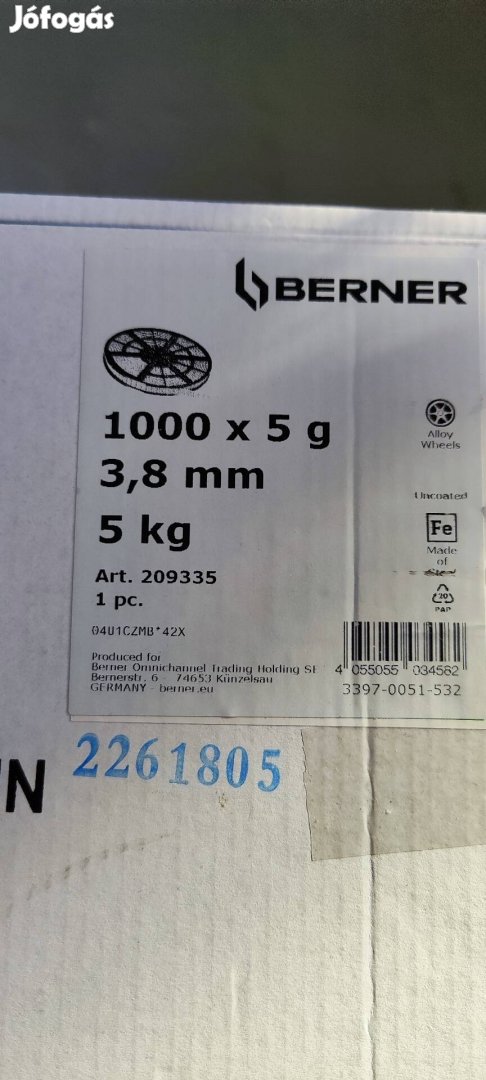 Jófogás
BERNER
1000 x 5 g
3,8 mm
5 kg
Art. 209335
1 pc.
04U1CZMB*42X
Produced for
Berner Omnichannel Trading Holding SE
Bernerstr. 6 - 74653 Künzelsau
GERMANY - berner.eu
Alloy
Wheels
Uncoated
Fe
Made
of
Steel
20
PAP
4 055055 034562
3397-0051-532
N
2261805